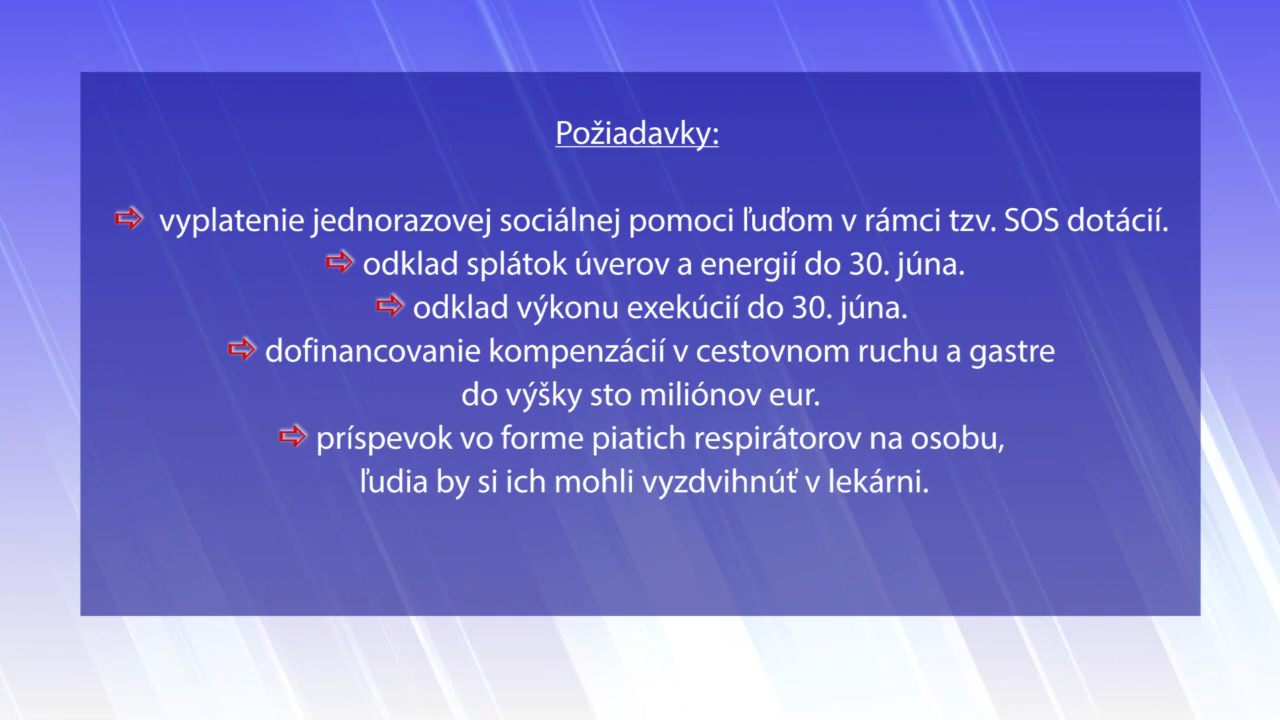 Požiadavky:
⇨ vyplatenie jednorazovej sociálnej pomoci ľuďom v rámci tzv. SOS dotácií.
⇨ odklad splátok úverov a energií do 30. júna.
⇨ odklad výkonu exekúcií do 30. júna.
⇨ dofinancovanie kompenzácií v cestovnom ruchu a gastre
do výšky sto miliónov eur.
⇨ príspevok vo forme piatich respirátorov na osobu,
ľudia by si ich mohli vyzdvihnúť v lekárni.